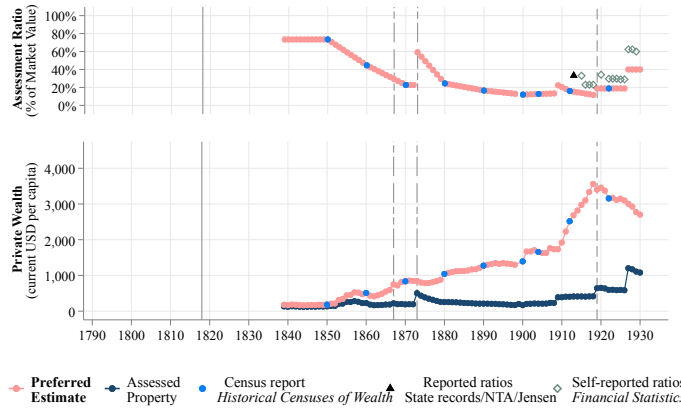 Assessment Ratio
(% of Market Value)
100%
80%
60%
40%
20%
0%
Private Wealth
(current USD per capita)
4,000
3,000
2,000
1,000
0
1790 1800 1810 1820 1830 1840 1850 1860 1870 1880 1890 1900 1910 1920 1930
Preferred Estimate
Assessed Property
Census report
Historical Censuses of Wealth
Reported ratios
State records/NTA/Jensen
Self-reported ratios
Financial Statistics